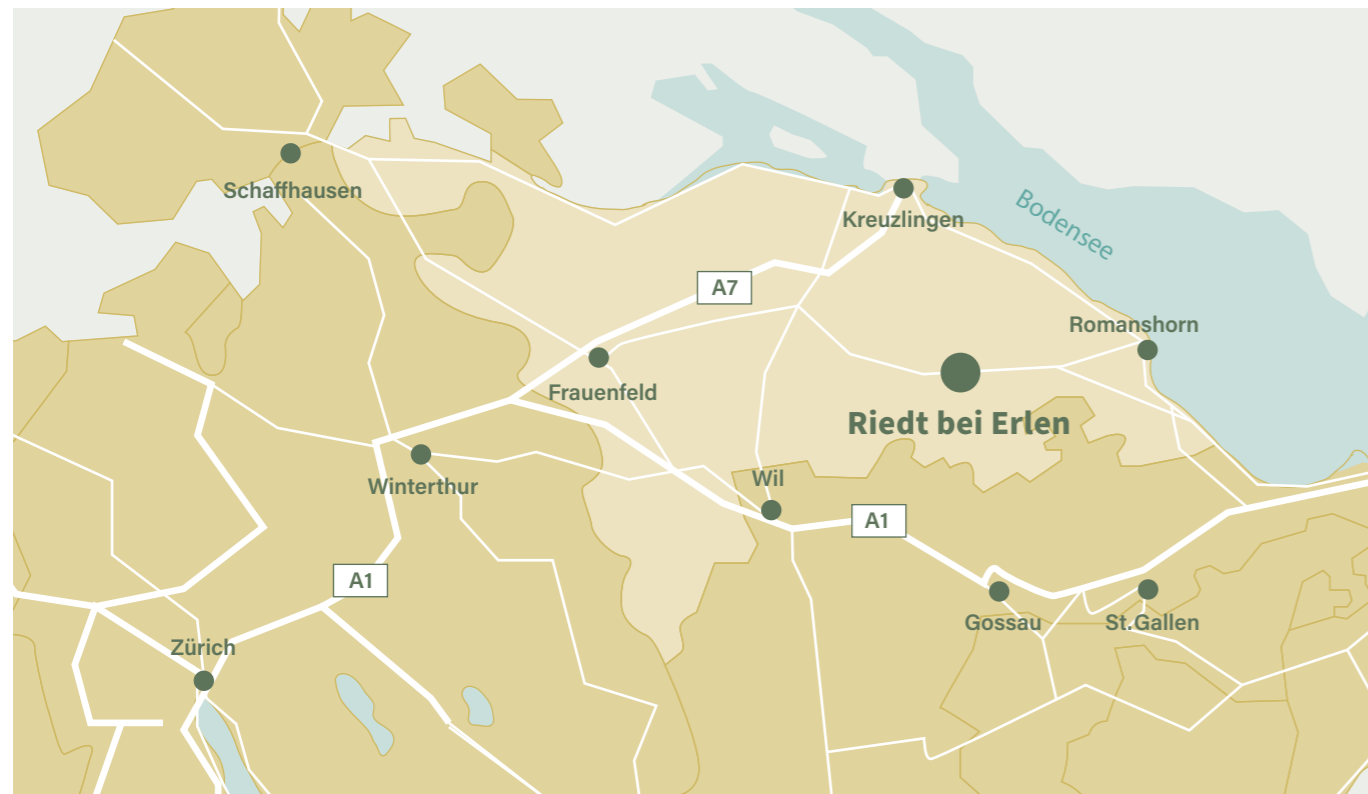 Schaffhausen
Kreuzlingen
Bodensee
A7
Romanshorn
Frauenfeld
Riedt bei Erlen
Winterthur
Wil
A1
A1
Gossau
St.Gallen
Zürich